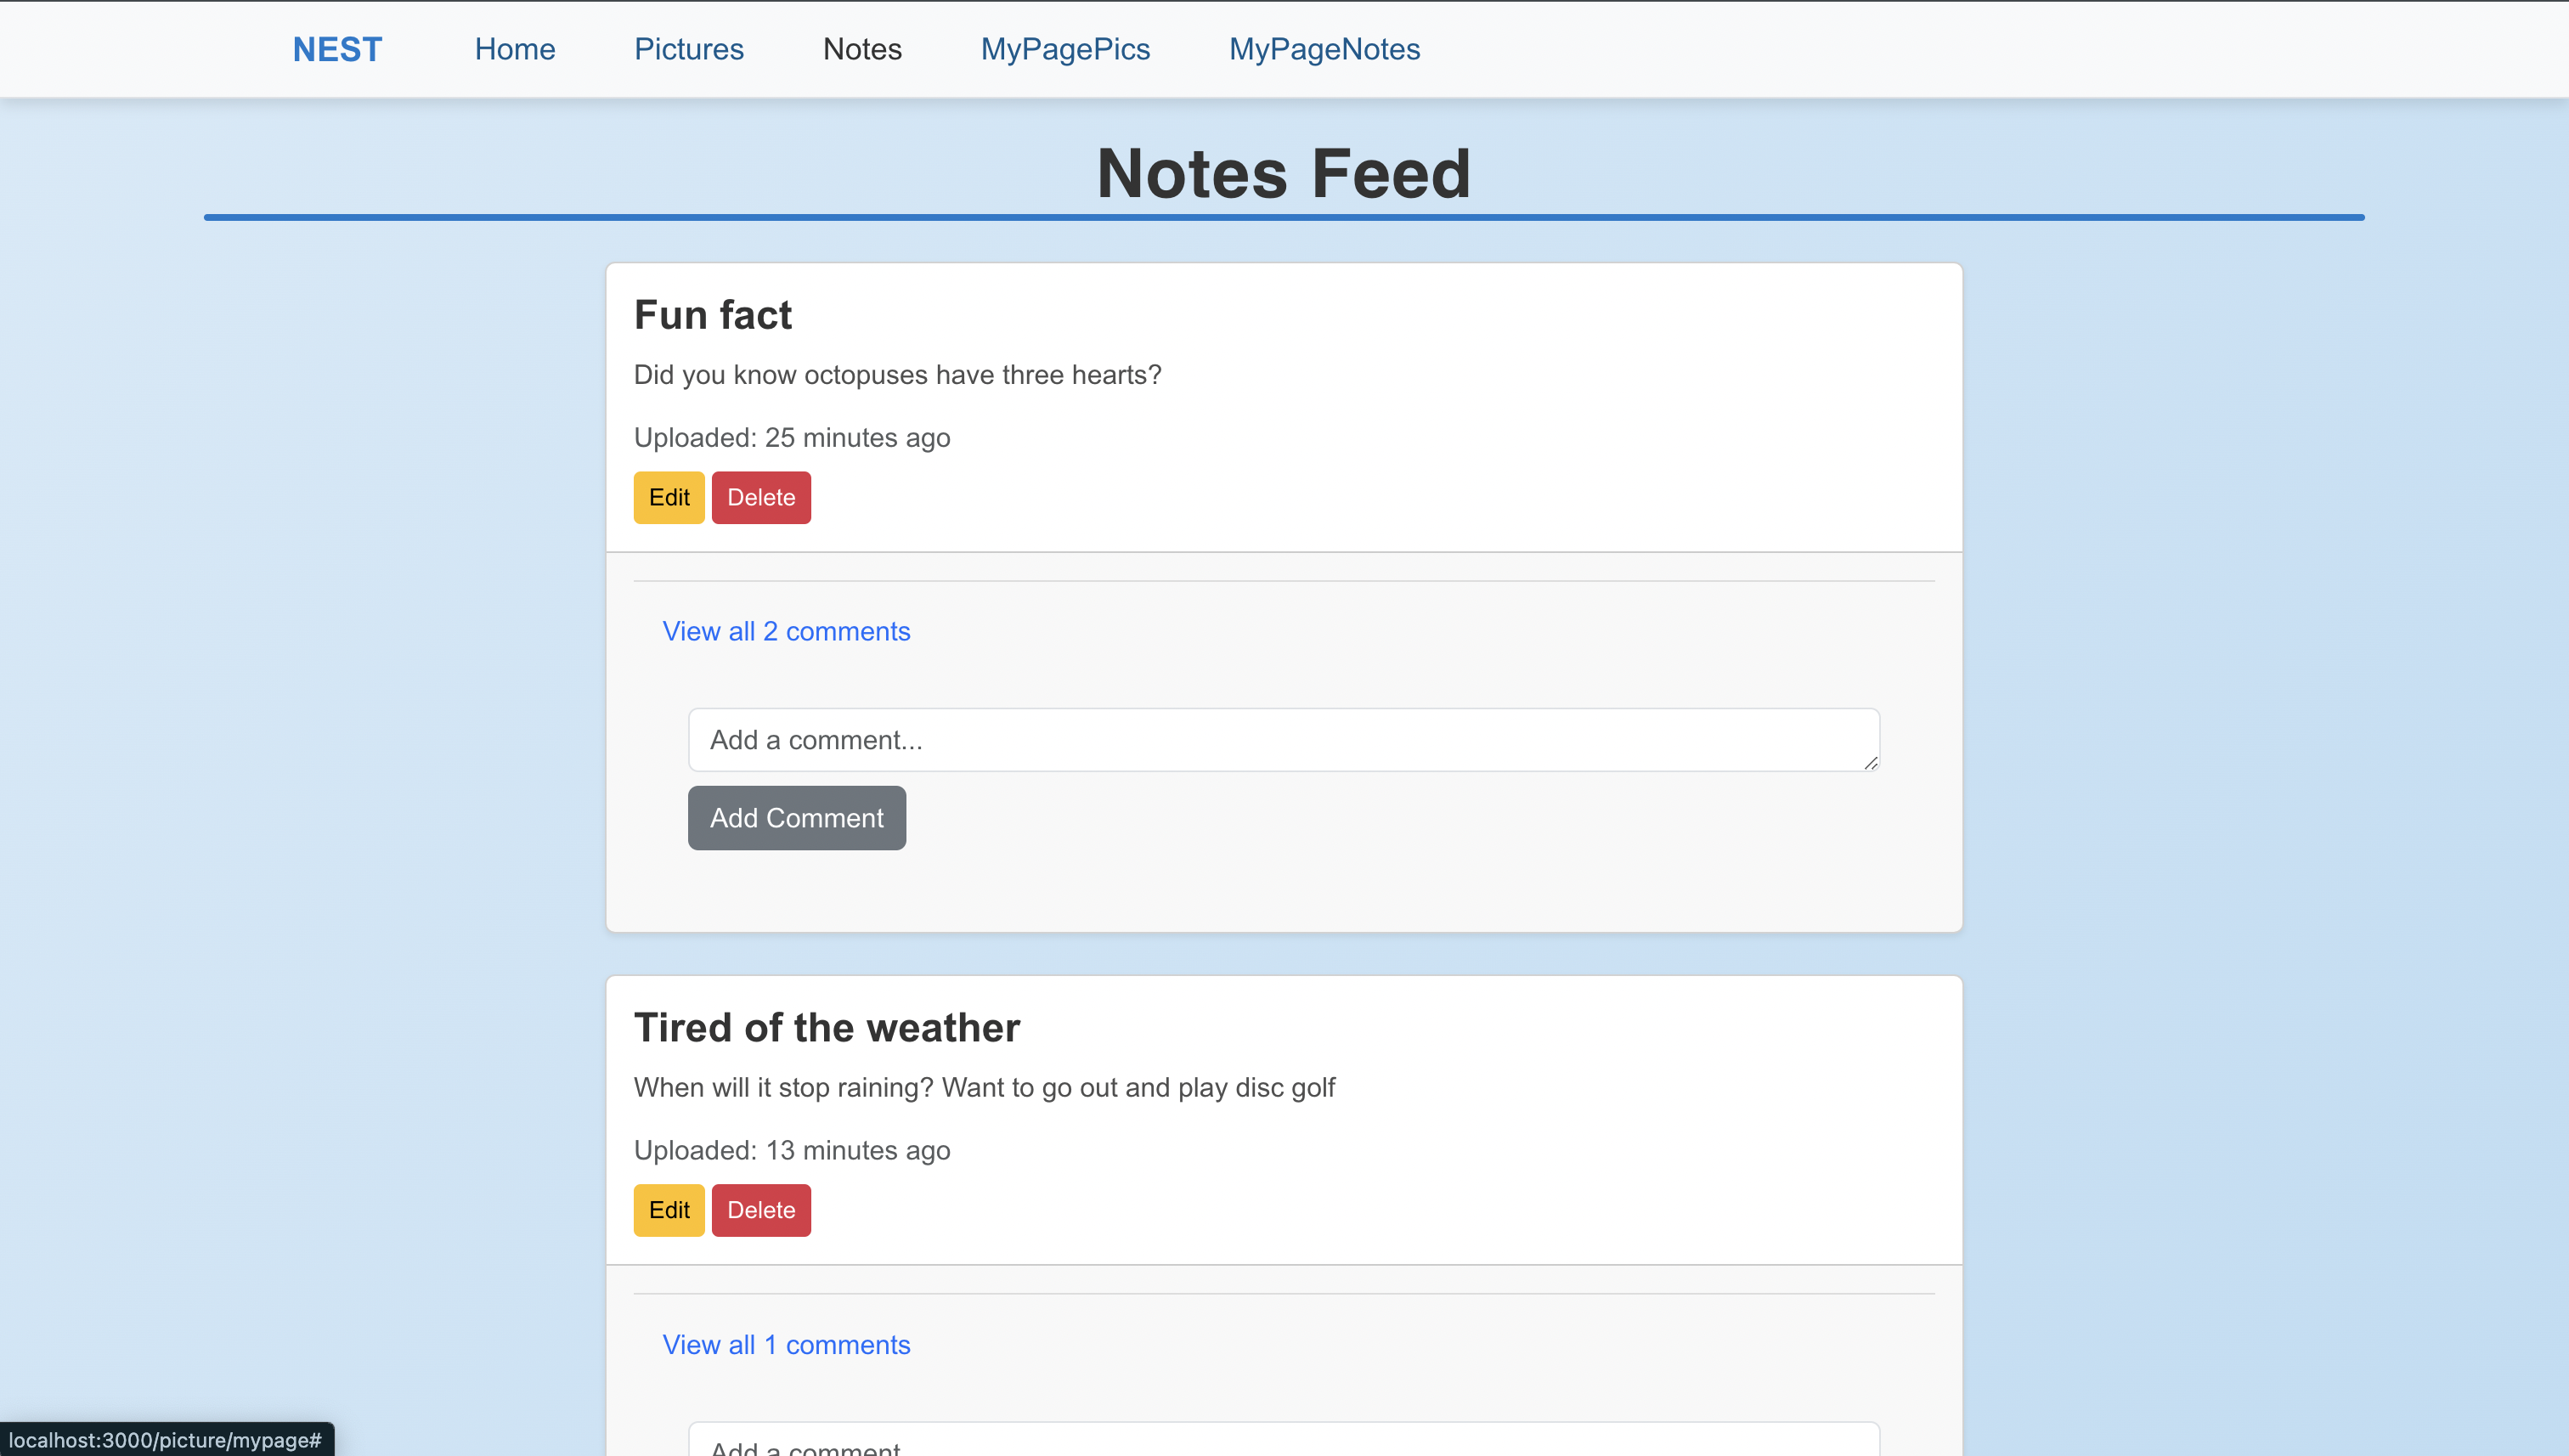 NEST Home Pictures Notes MyPagePics MyPageNotes
Notes Feed
Fun fact
Did you know octopuses have three hearts?
Uploaded: 25 minutes ago
Edit Delete
View all 2 comments
Add a comment...
Add Comment
Tired of the weather
When will it stop raining? Want to go out and play disc golf
Uploaded: 13 minutes ago
Edit Delete
View all 1 comments
Add a comment
localhost:3000/picture/mypage#